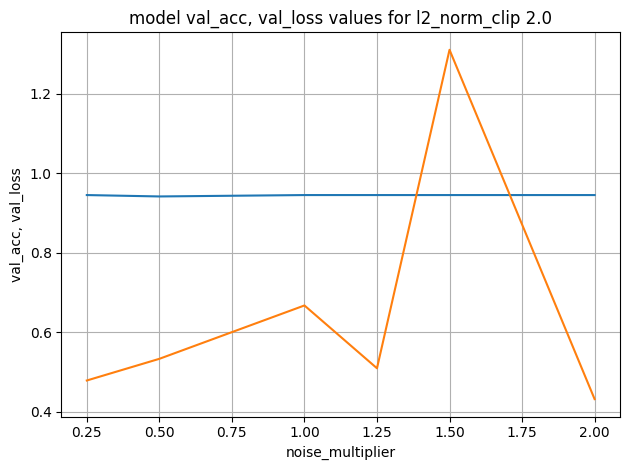 model val_acc, val_loss values for l2_norm_clip 2.0
val_acc, val_loss
1.2
1.0
0.8
0.6
0.4
0.25 0.50 0.75 1.00 1.25 1.50 1.75 2.00
noise_multiplier